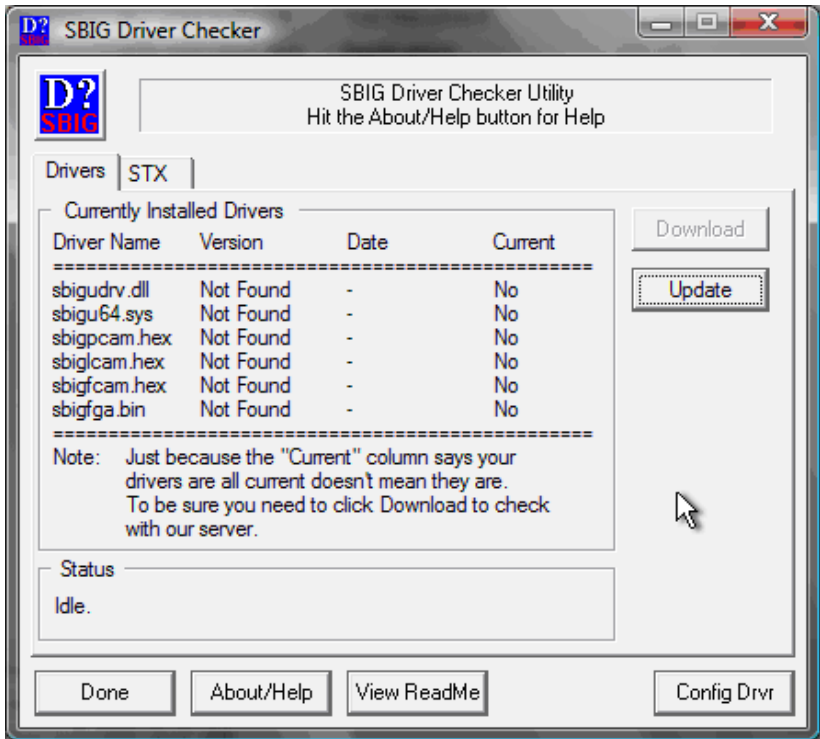 D? SBIG SBIG Driver Checker
D?
SBIG
SBIG Driver Checker Utility
Hit the About/Help button for Help
Drivers STX
Currently Installed Drivers
Driver Name Version Date Current
=================================================
sbigudrv.dll Not Found - No
sbigu64.sys Not Found - No
sbigpcam.hex Not Found - No
sbiglcam.hex Not Found - No
sbigfcam.hex Not Found - No
sbigfga.bin Not Found - No
=================================================
Note: Just because the "Current" column says your
drivers are all current doesn't mean they are.
To be sure you need to click Download to check
with our server.
Download
Update
Status
Idle.
Done About/Help View ReadMe Config Drvr